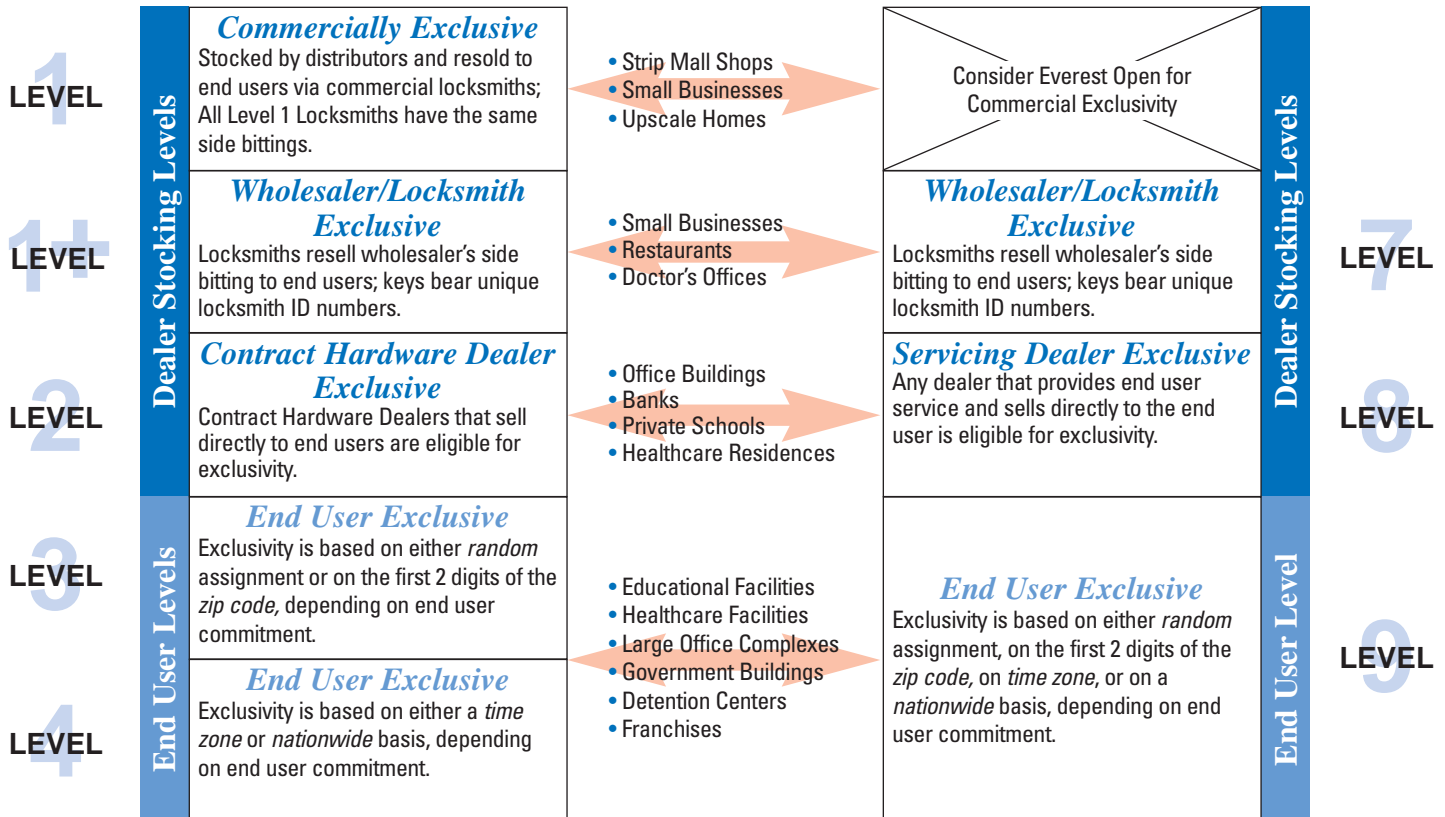 1
LEVEL
Dealer Stocking Levels
Commercially Exclusive
Stocked by distributors and resold to
end users via commercial locksmiths;
All Level 1 Locksmiths have the same
side bittings.
• Strip Mall Shops
• Small Businesses
• Upscale Homes
Consider Everest Open for
Commercial Exclusivity
Dealer Stocking Levels
1+
LEVEL
Wholesaler/Locksmith
Exclusive
Locksmiths resell wholesaler's side
bitting to end users; keys bear unique
locksmith ID numbers.
• Small Businesses
• Restaurants
• Doctor's Offices
Wholesaler/Locksmith
Exclusive
Locksmiths resell wholesaler's side
bitting to end users; keys bear unique
locksmith ID numbers.
7
LEVEL
2
LEVEL
Contract Hardware Dealer
Exclusive
Contract Hardware Dealers that sell
directly to end users are eligible for
exclusivity.
• Office Buildings
• Banks
• Private Schools
• Healthcare Residences
Servicing Dealer Exclusive
Any dealer that provides end user
service and sells directly to the end
user is eligible for exclusivity.
8
LEVEL
3
LEVEL
End User Levels
End User Exclusive
Exclusivity is based on either random
assignment or on the first 2 digits of the
zip code, depending on end user
commitment.
4
LEVEL
End User Exclusive
Exclusivity is based on either a time
zone or nationwide basis, depending
on end user commitment.
• Educational Facilities
• Healthcare Facilities
• Large Office Complexes
• Government Buildings
• Detention Centers
• Franchises
End User Exclusive
Exclusivity is based on either random
assignment, on the first 2 digits of the
zip code, on time zone, or on a
nationwide basis, depending on end
user commitment.
End User Level
9
LEVEL